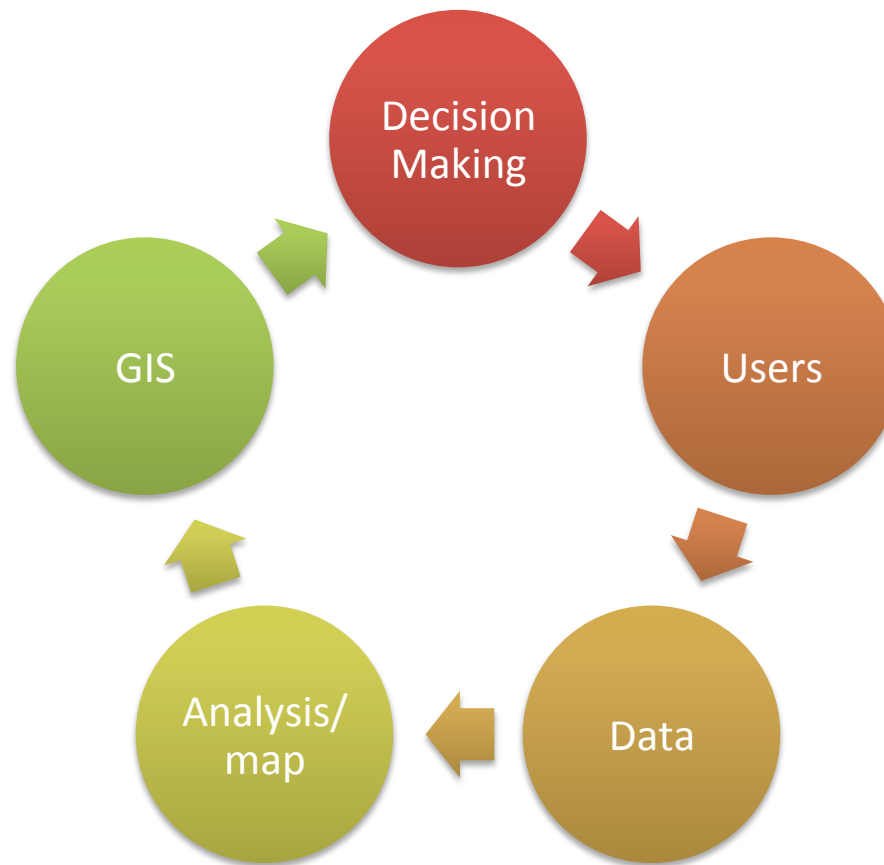 Decision
Making
Users
Data
Analysis/
map
GIS